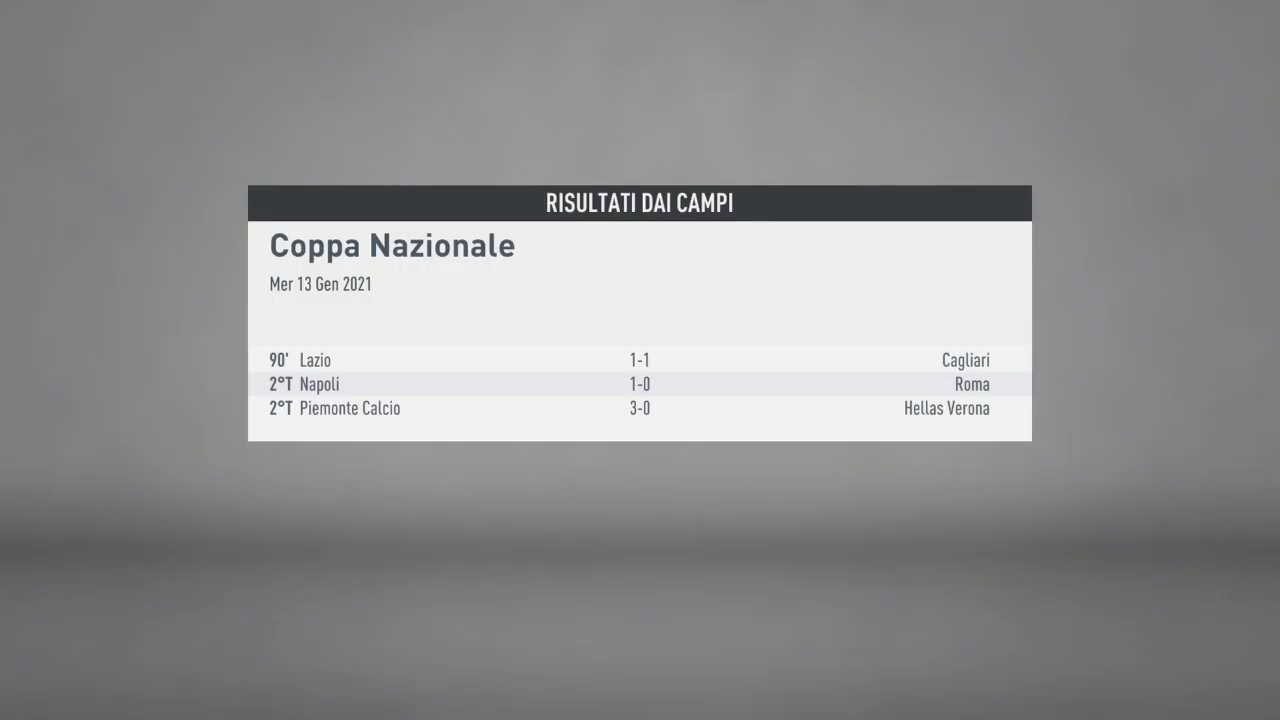 RISULTATI DAI CAMPI
Coppa Nazionale
Mer 13 Gen 2021
90' Lazio 1-1 Cagliari
2°T Napoli 1-0 Roma
2°T Piemonte Calcio 3-0 Hellas Verona